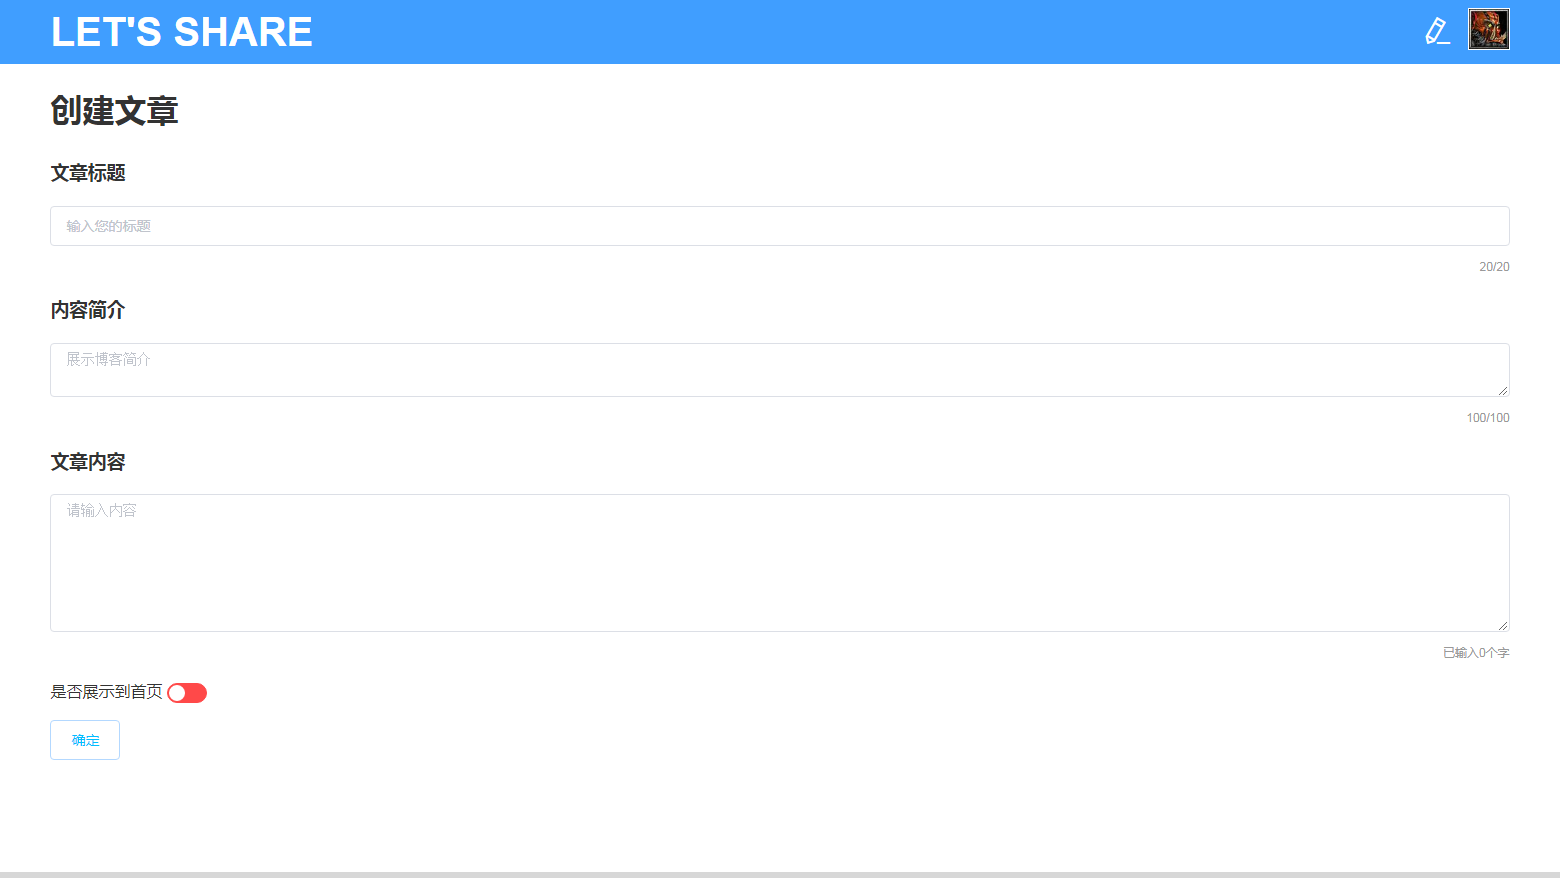 LET'S SHARE
创建文章
文章标题
输入您的标题
20/20
内容简介
展示博客简介
100/100
文章内容
请输入内容
已输入0个字
是否展示到首页
确定